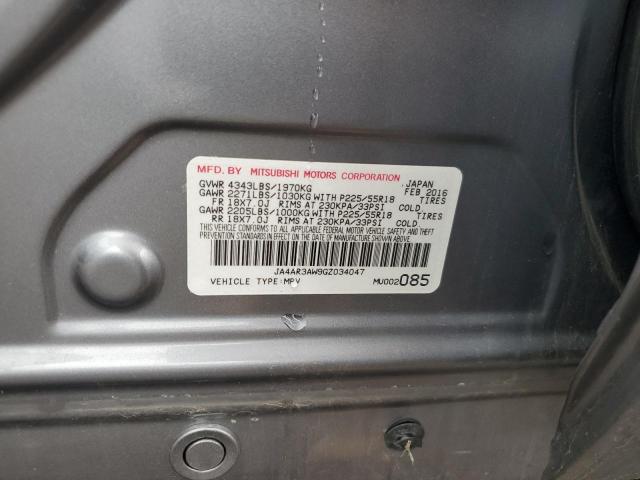 MFD. BY MITSUBISHI MOTORS CORPORATION JAPAN
GVWR 4343LBS/1970KG FEB 2016
GAWR 2271LBS/1030KG WITH P225/55R18 TIRES
FR 18X7.0J RIMS AT 230KPA/33PSI COLD
GAWR 2205LBS/1000KG WITH P225/55R18 TIRES
RR 18X7.0J RIMS AT 230KPA/33PSI COLD
THIS VEHICLE CONFORMS TO ALL APPLICABLE FEDERAL MOTOR VEHICLE SAFETY AND
THEFT PREVENTION STANDARDS IN EFFECT ON THE DATE OF MANUFACTURE SHOWN ABOVE.
JA4AR3AW9GZ034047
VEHICLE TYPE:MPV MU002085